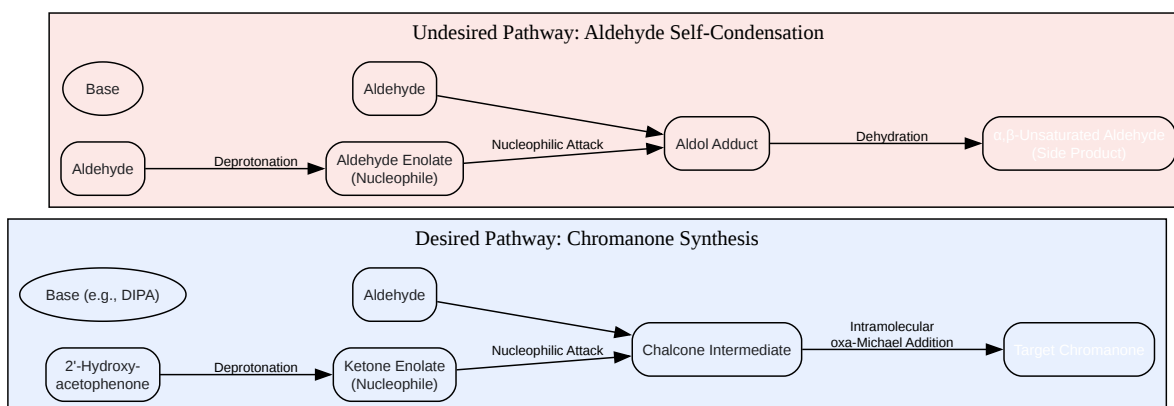 Undesired Pathway: Aldehyde Self-Condensation
Base
Aldehyde
Aldehyde
Deprotonation
Aldehyde Enolate
(Nucleophile)
Nucleophilic Attack
Aldol Adduct
Dehydration
α,β-Unsaturated Aldehyde
(Side Product)
Desired Pathway: Chromanone Synthesis
Base (e.g., DIPA)
Aldehyde
2'-Hydroxy-
acetophenone
Deprotonation
Ketone Enolate
(Nucleophile)
Nucleophilic Attack
Chalcone Intermediate
Intramolecular
oxa-Michael Addition
Target Chromanone